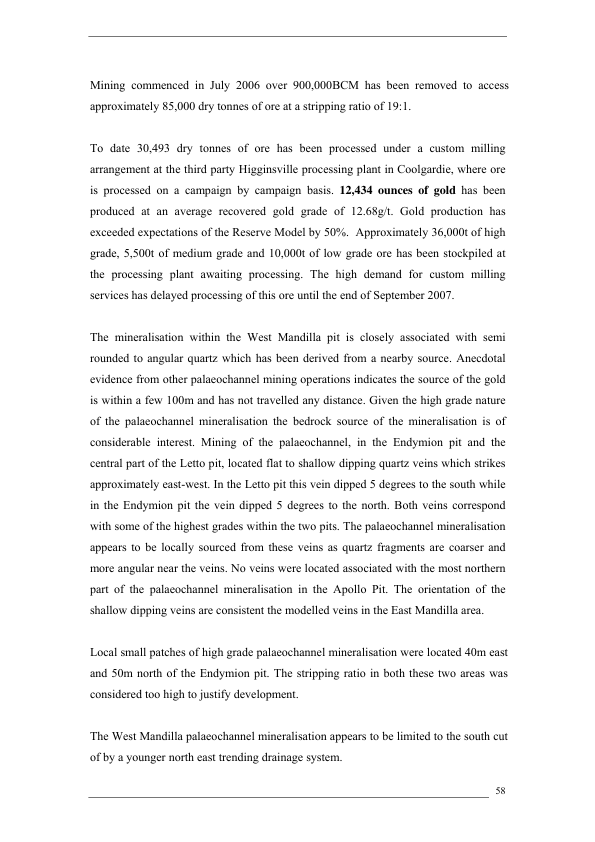 Mining commenced in July 2006 over 900,000BCM has been removed to access
approximately 85,000 dry tonnes of ore at a stripping ratio of 19:1.
To date 30,493 dry tonnes of ore has been processed under a custom milling
arrangement at the third party Higginsville processing plant in Coolgardie, where ore
is processed on a campaign by campaign basis. 12,434 ounces of gold has been
produced at an average recovered gold grade of 12.68g/t. Gold production has
exceeded expectations of the Reserve Model by 50%. Approximately 36,000t of high
grade, 5,500t of medium grade and 10,000t of low grade ore has been stockpiled at
the processing plant awaiting processing. The high demand for custom milling
services has delayed processing of this ore until the end of September 2007.
The mineralisation within the West Mandilla pit is closely associated with semi
rounded to angular quartz which has been derived from a nearby source. Anecdotal
evidence from other palaeochannel mining operations indicates the source of the gold
is within a few 100m and has not travelled any distance. Given the high grade nature
of the palaeochannel mineralisation the bedrock source of the mineralisation is of
considerable interest. Mining of the palaeochannel, in the Endymion pit and the
central part of the Letto pit, located flat to shallow dipping quartz veins which strikes
approximately east-west. In the Letto pit this vein dipped 5 degrees to the south while
in the Endymion pit the vein dipped 5 degrees to the north. Both veins correspond
with some of the highest grades within the two pits. The palaeochannel mineralisation
appears to be locally sourced from these veins as quartz fragments are coarser and
more angular near the veins. No veins were located associated with the most northern
part of the palaeochannel mineralisation in the Apollo Pit. The orientation of the
shallow dipping veins are consistent the modelled veins in the East Mandilla area.
Local small patches of high grade palaeochannel mineralisation were located 40m east
and 50m north of the Endymion pit. The stripping ratio in both these two areas was
considered too high to justify development.
The West Mandilla palaeochannel mineralisation appears to be limited to the south cut
of by a younger north east trending drainage system.
58